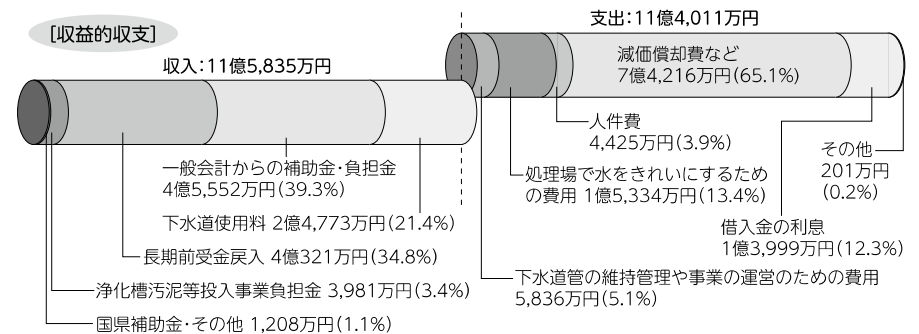 [収益的収支]
収入：11億5,835万円
一般会計からの補助金・負担金
4億5,552万円(39.3%)
下水道使用料 2億4,773万円(21.4%)
長期前受金戻入 4億321万円(34.8%)
浄化槽汚泥等投入事業負担金 3,981万円(3.4%)
国県補助金・その他 1,208万円(1.1%)
支出：11億4,011万円
減価償却費など
7億4,216万円(65.1%)
人件費
4,425万円(3.9%)
処理場で水をきれいにするため
の費用 1億5,334万円(13.4%)
その他
201万円
(0.2%)
借入金の利息
1億3,999万円(12.3%)
下水道管の維持管理や事業の運営のための費用
5,836万円(5.1%)